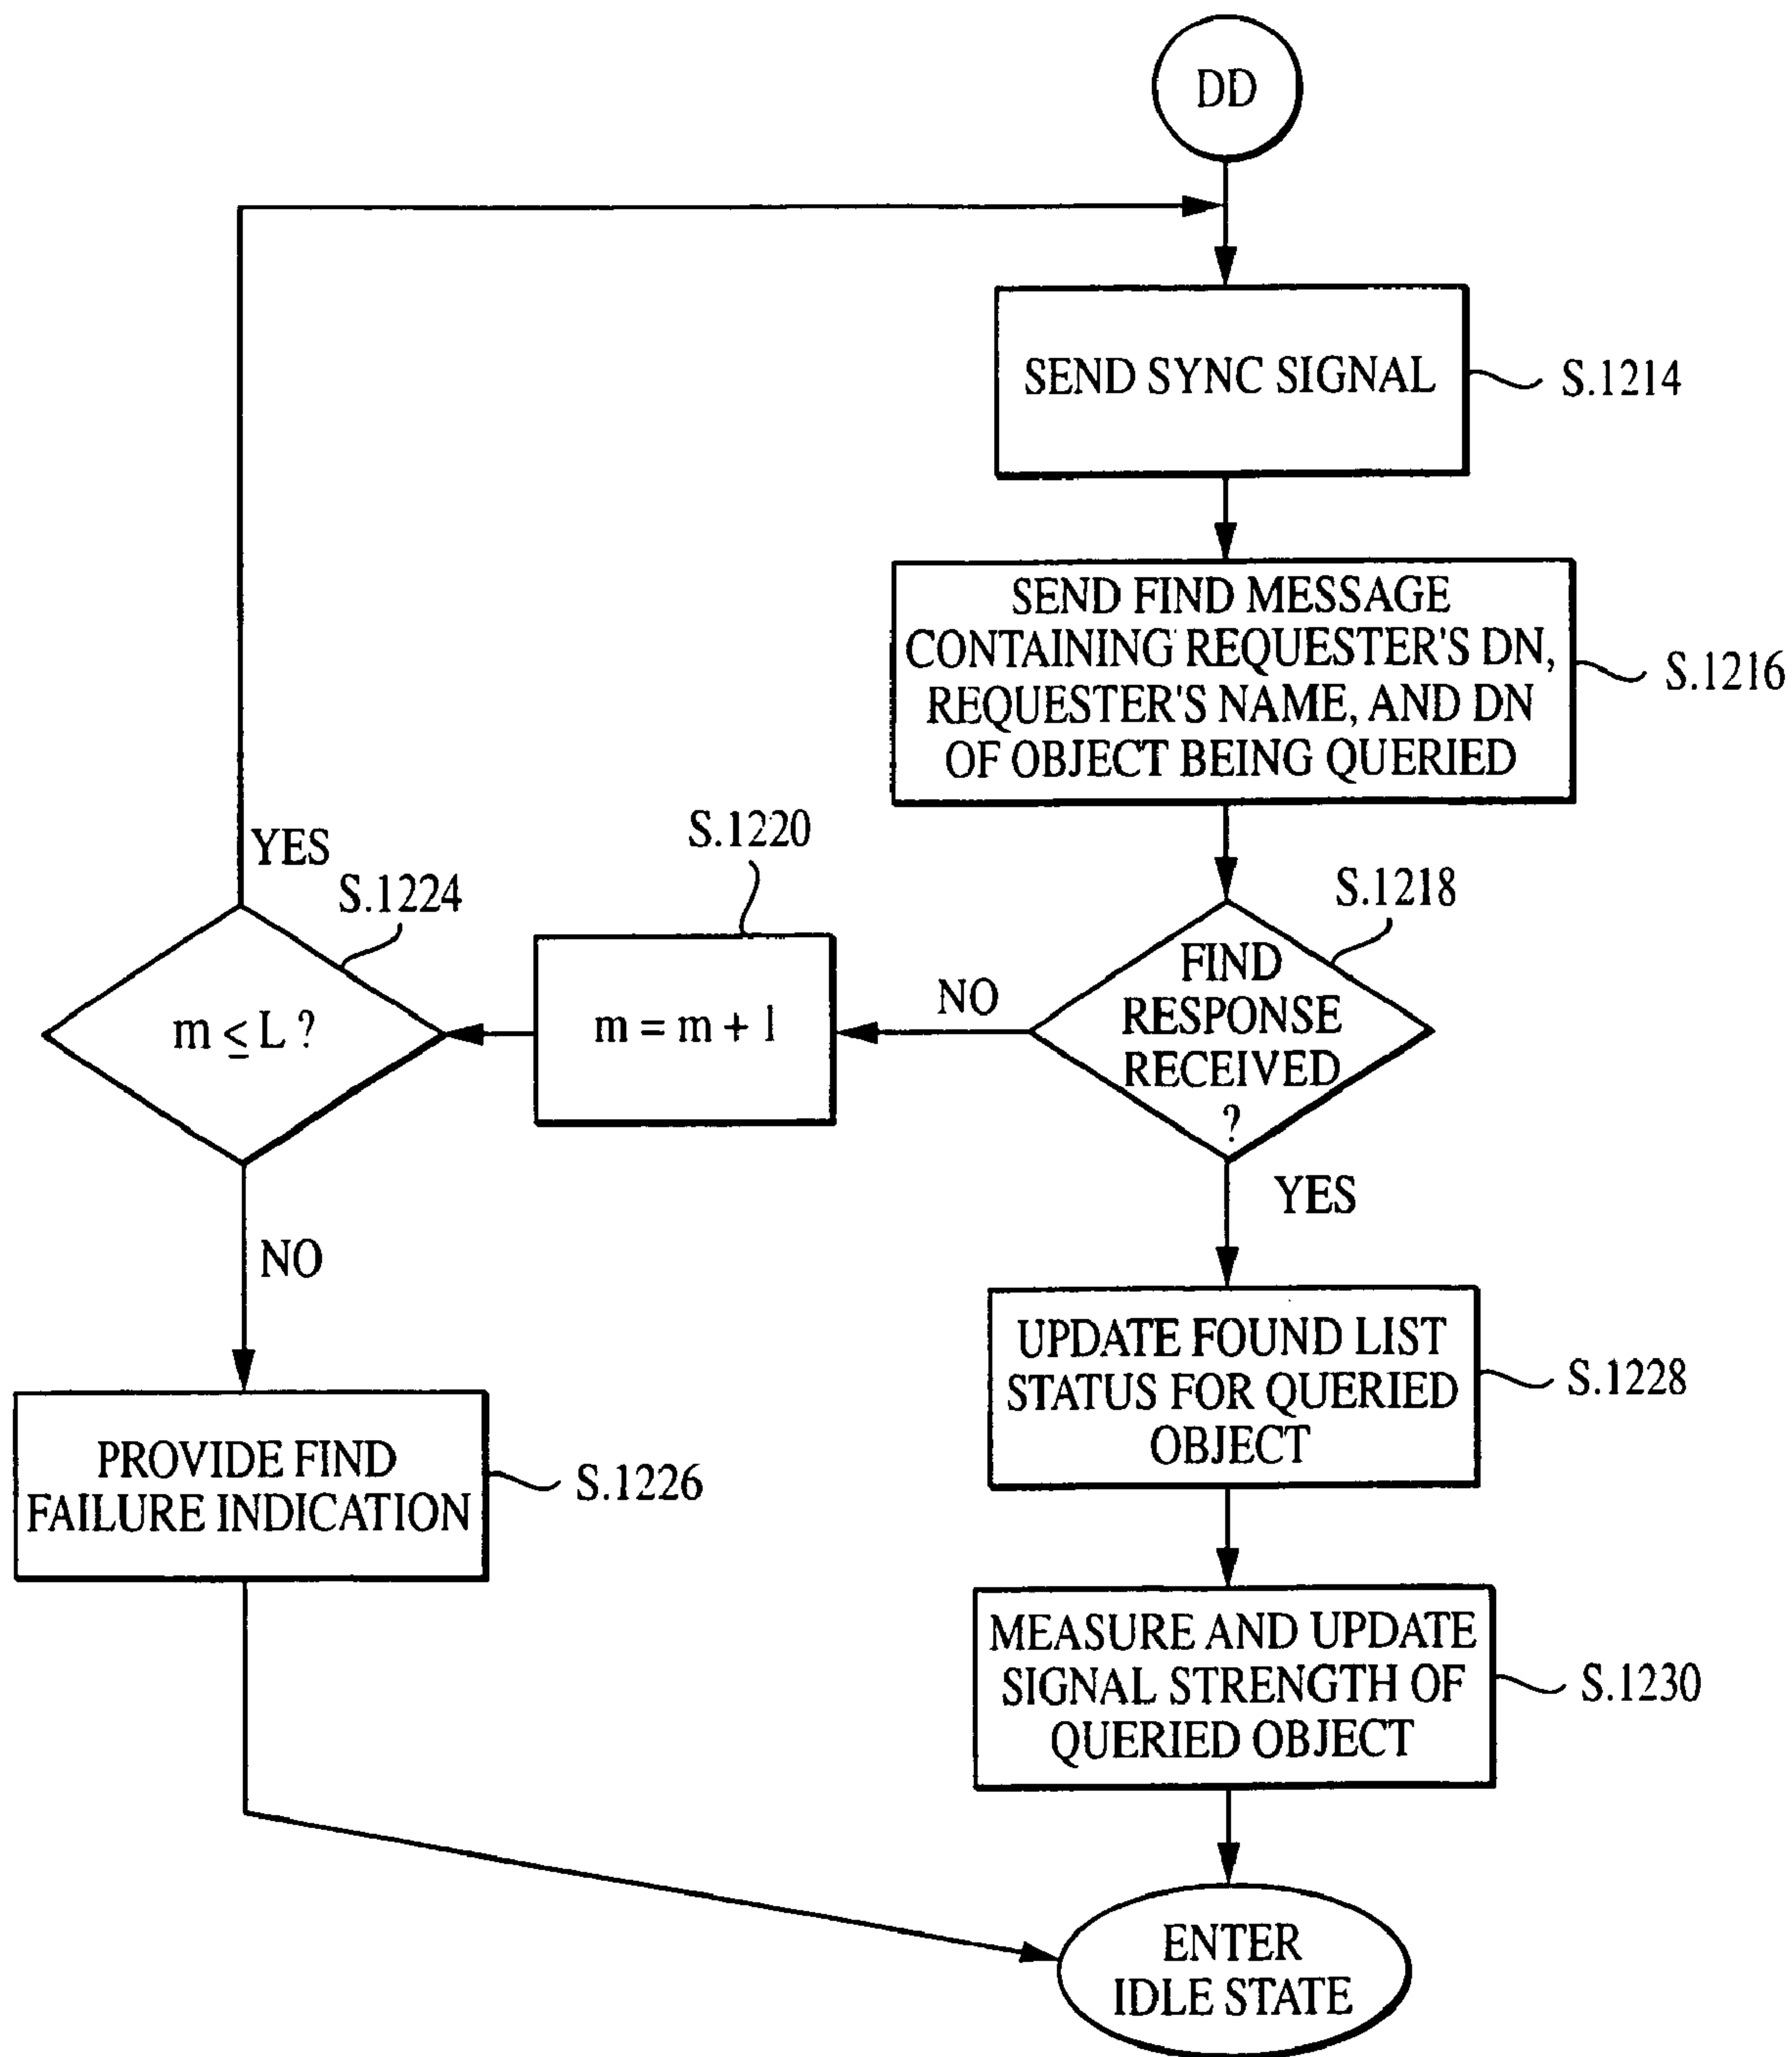 DD
SEND SYNC SIGNAL
S.1214
SEND FIND MESSAGE
CONTAINING REQUESTER'S DN,
REQUESTER'S NAME, AND DN
OF OBJECT BEING QUERIED
S.1216
FIND
RESPONSE
RECEIVED
?
S.1218
NO
m = m + 1
S.1220
m ≤ L ?
S.1224
YES
NO
PROVIDE FIND
FAILURE INDICATION
S.1226
YES
UPDATE FOUND LIST
STATUS FOR QUERIED
OBJECT
S.1228
MEASURE AND UPDATE
SIGNAL STRENGTH OF
QUERIED OBJECT
S.1230
ENTER
IDLE STATE